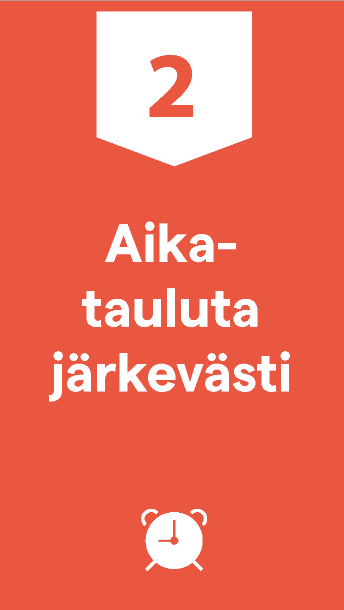 2
Aika-
tauluta
järkevästi